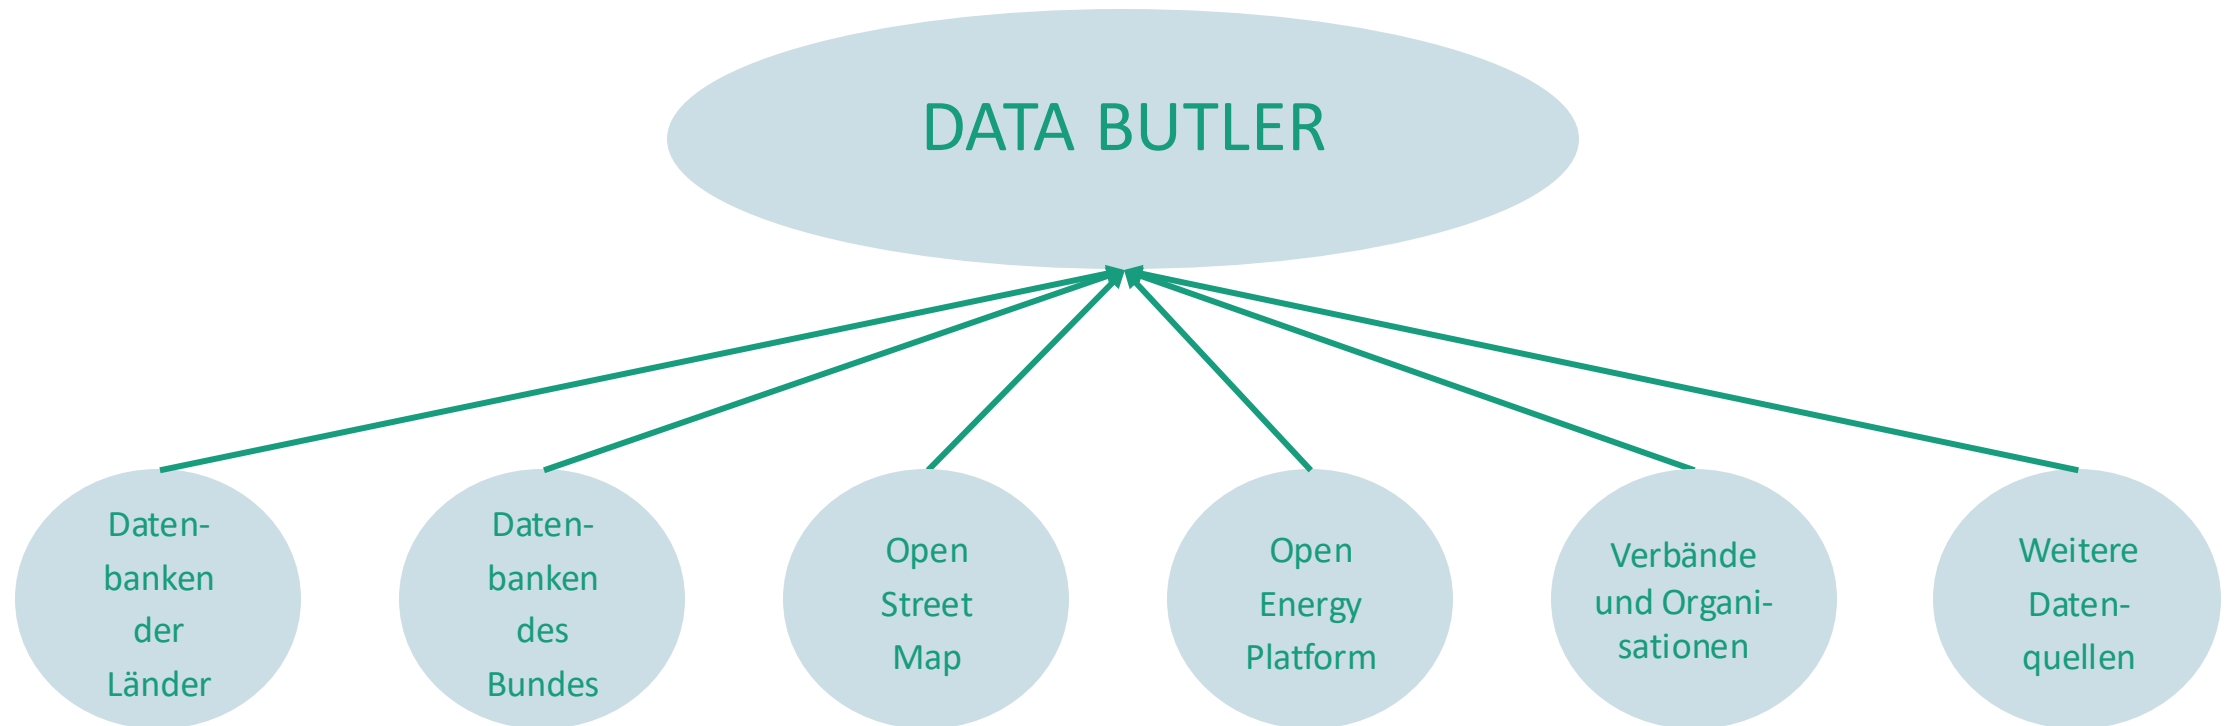 DATA BUTLER
Daten-
banken
der
Länder
Daten-
banken
des
Bundes
Open
Street
Map
Open
Energy
Platform
Verbände
und Organi-
sationen
Weitere
Daten-
quellen